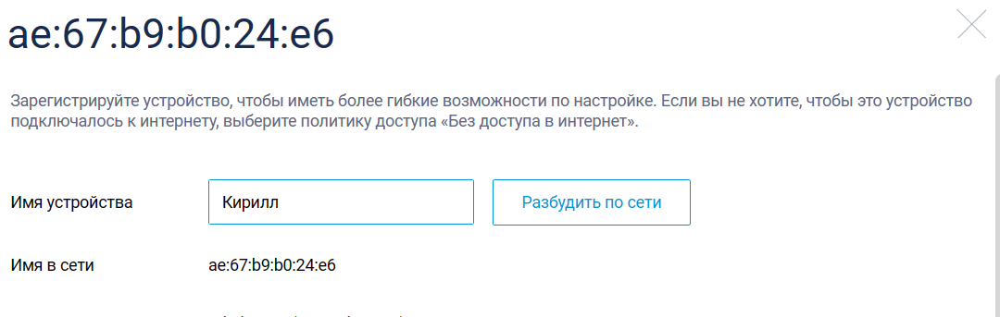 ae:67:b9:b0:24:e6
Зарегистрируйте устройство, чтобы иметь более гибкие возможности по настройке. Если вы не хотите, чтобы это устройство
подключалось к интернету, выберите политику доступа «Без доступа в интернет».
Имя устройства Кирилл Разбудить по сети
Имя в сети ae:67:b9:b0:24:e6